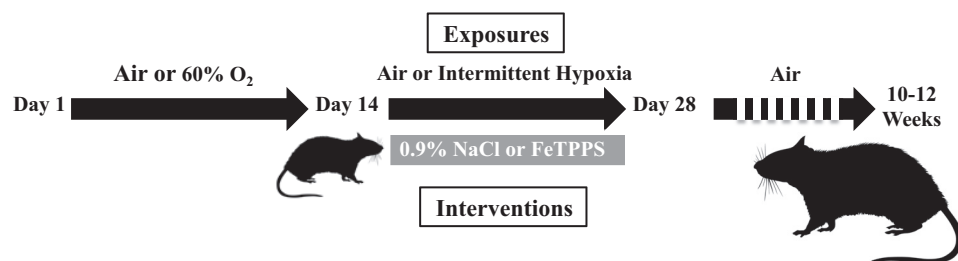 Exposures
Air or 60% O₂
Air or Intermittent Hypoxia
Air
Day 1
Day 14
Day 28
10-12
Weeks
0.9% NaCl or FeTPPS
Interventions